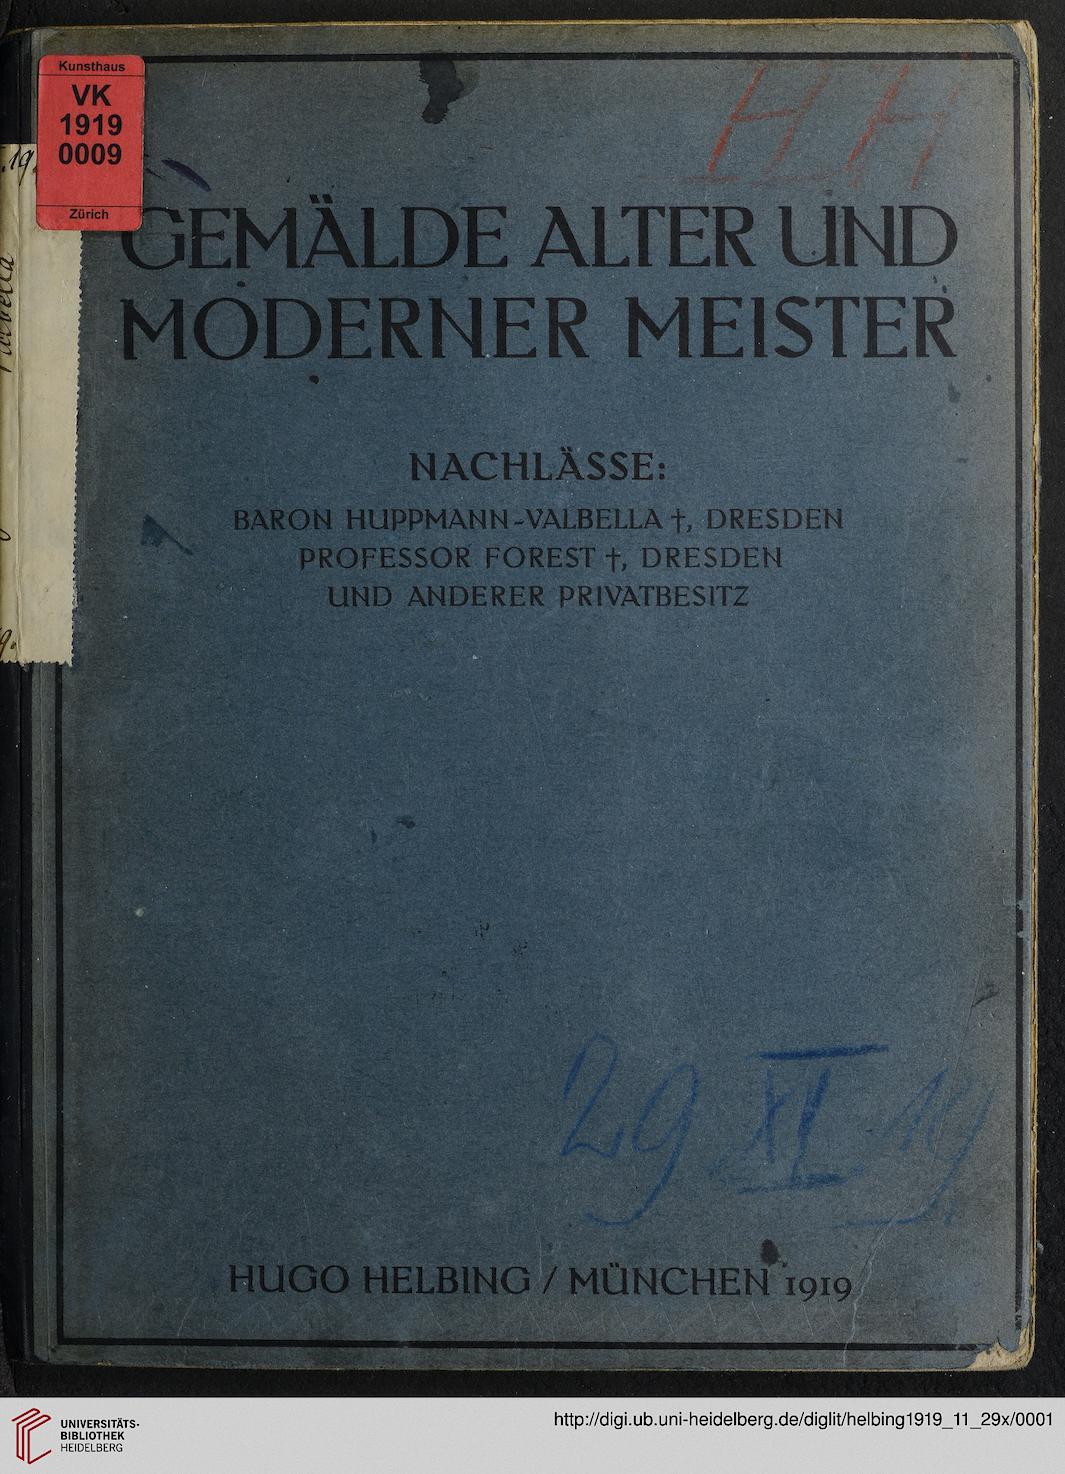 Kunsthaus
VK
1919
0009
Zürich
.19.
H H
GEMÄLDE ALTER UND
MODERNER MEISTER
NACHLÄSSE:
BARON HUPPMANN-VALBELLA †, DRESDEN
PROFESSOR FOREST †, DRESDEN
UND ANDERER PRIVATBESITZ
29 XI 19
HUGO HELBING / MÜNCHEN 1919
UNIVERSITÄTS-
BIBLIOTHEK
HEIDELBERG
http://digi.ub.uni-heidelberg.de/diglit/helbing1919_11_29x/0001